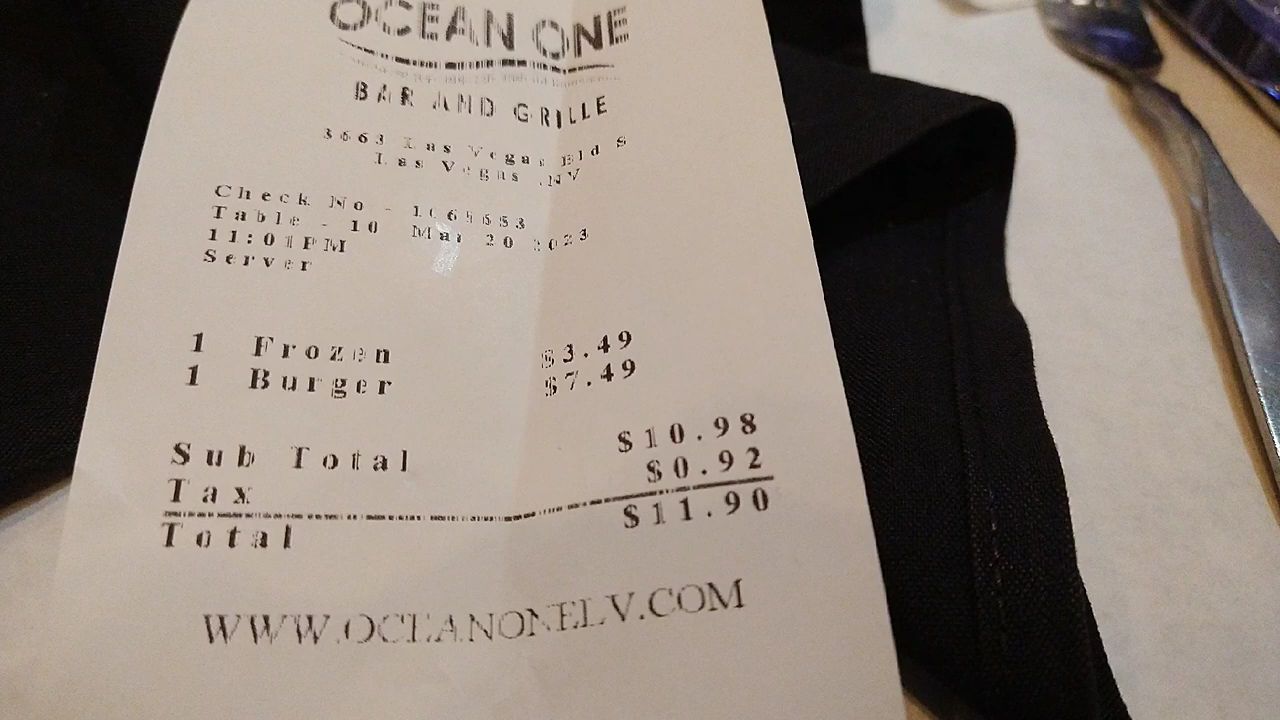 OCEAN ONE
BAR AND GRILLE
3663 Las Vegas Bld S
Las Vegas ,NV
Check No -
Table - 10 Mar 20 2023
11:01PM
Server
1 Frozen $3.49
1 Burger $7.49
Sub Total $10.98
Tax $0.92
Total $11.90
WWW.OCEANONELV.COM